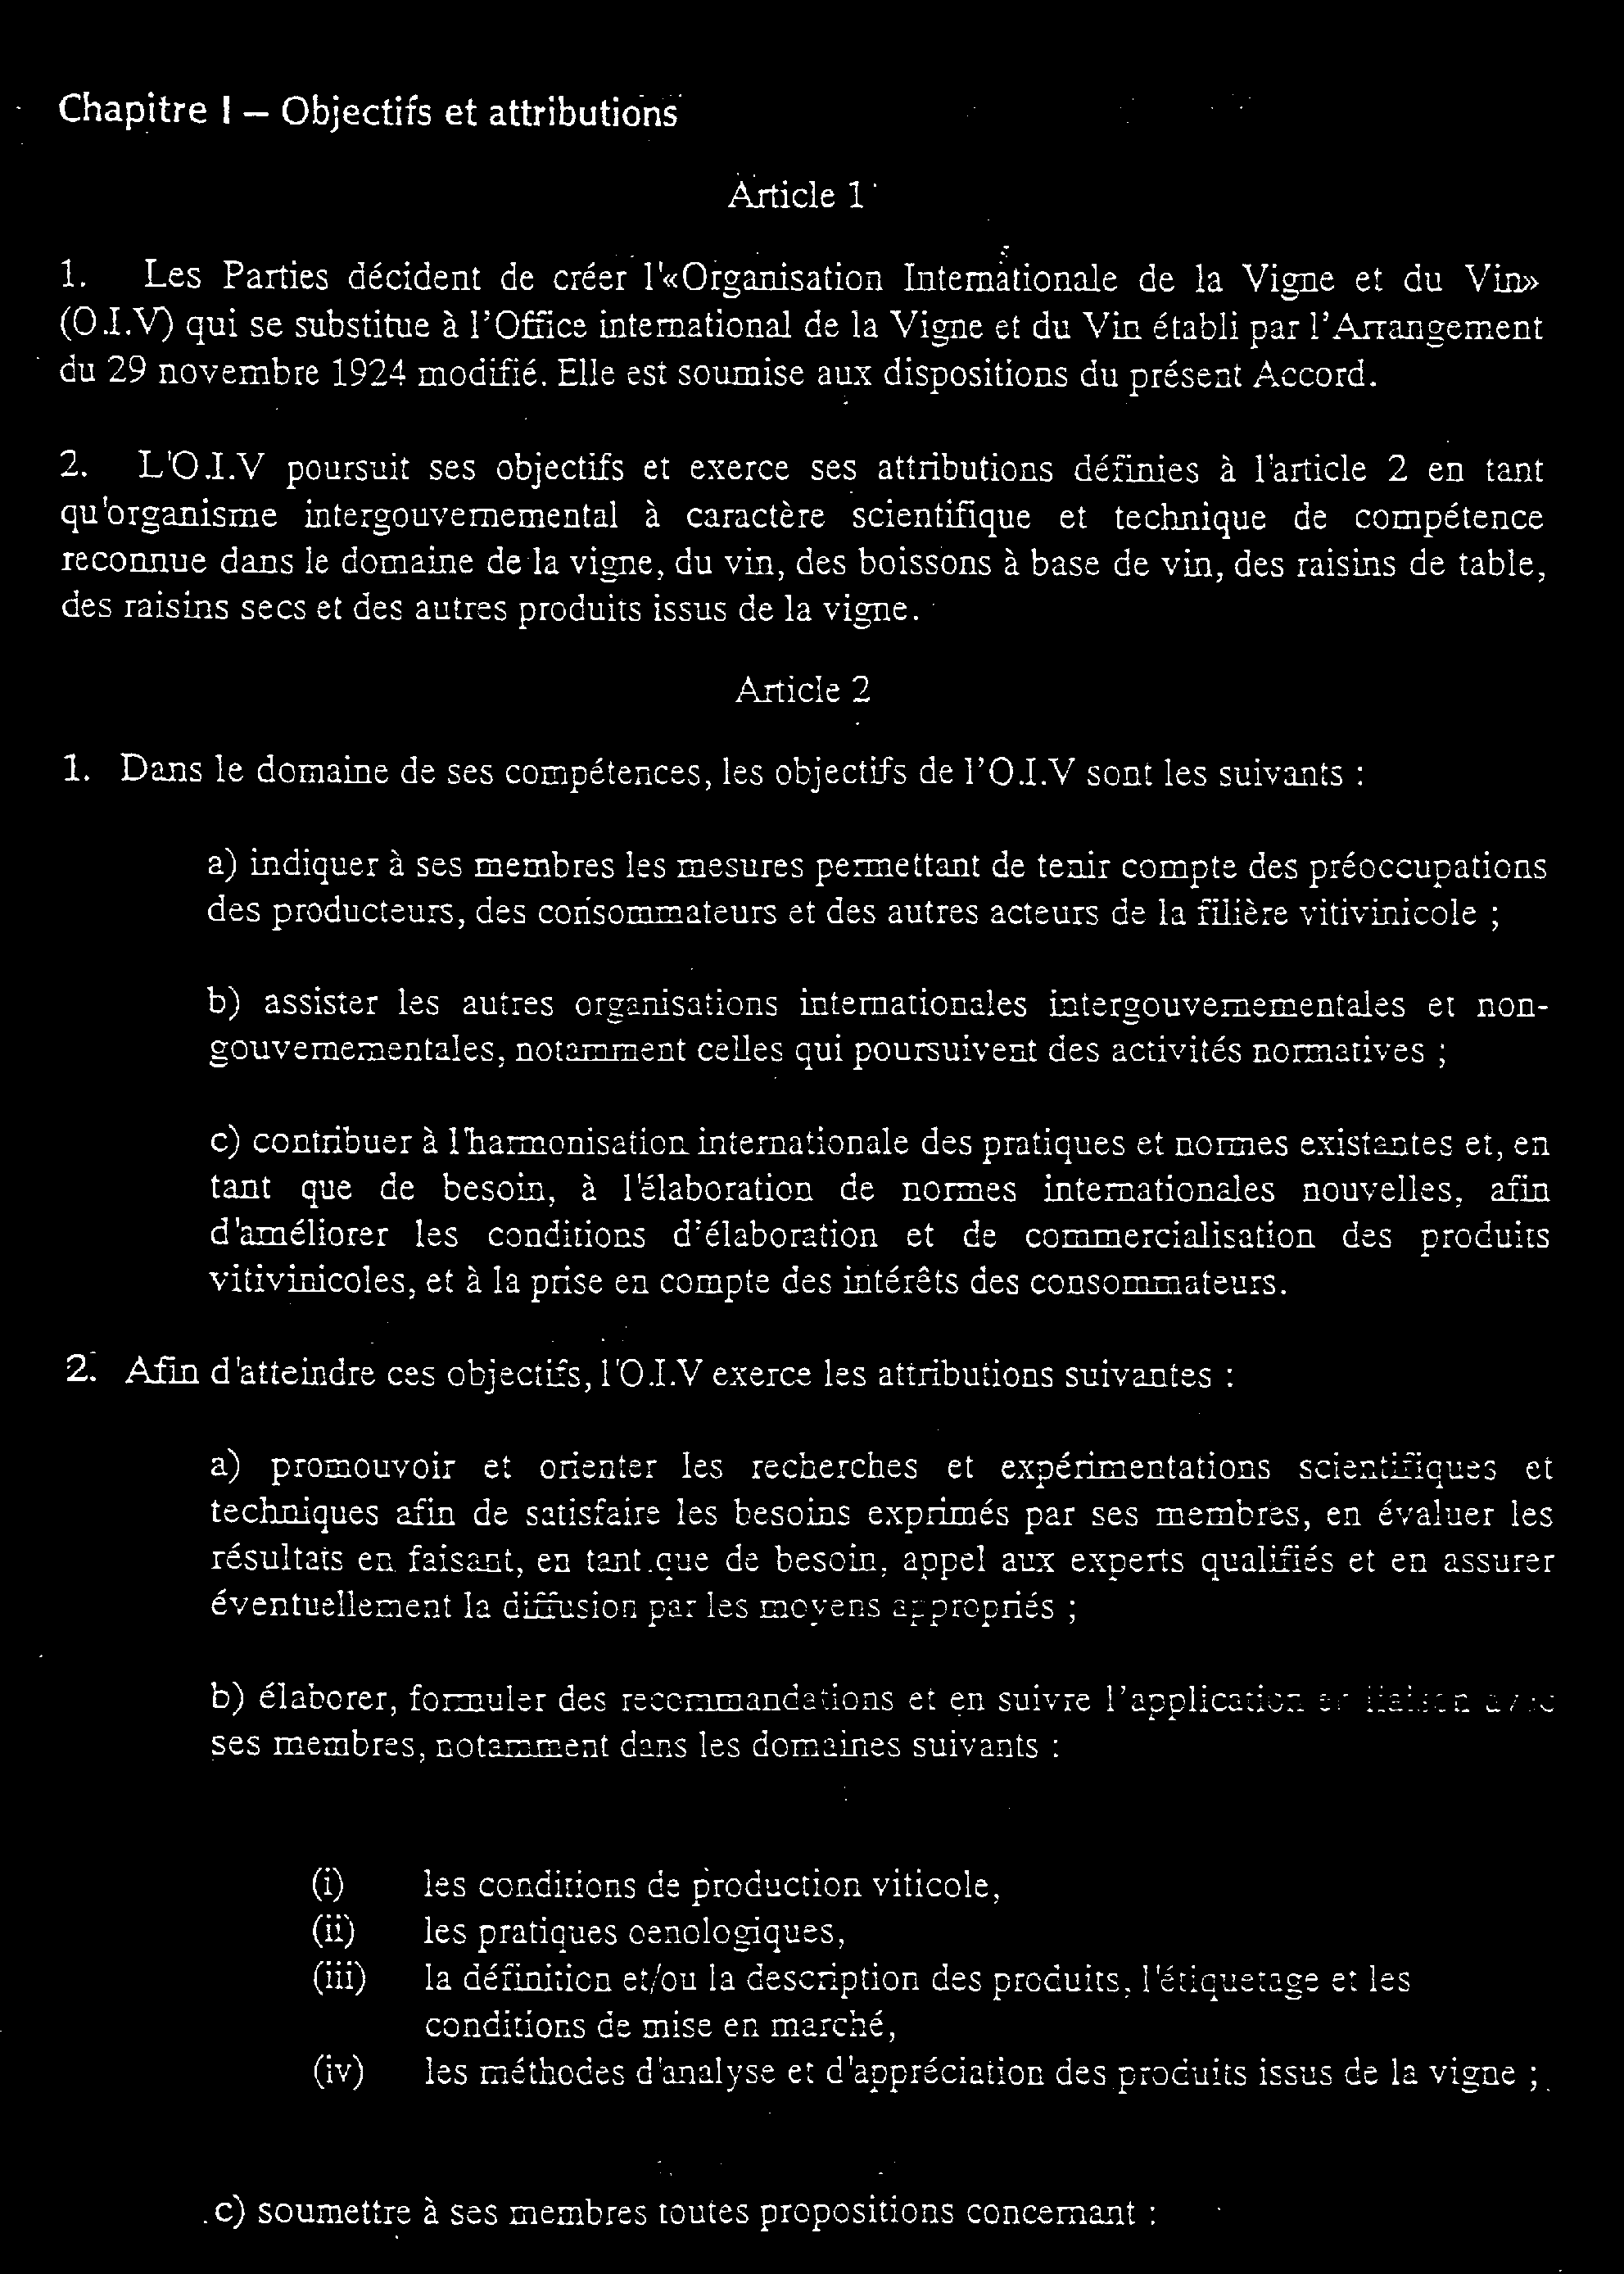 Chapitre I – Objectifs et attributions
Article 1
1. Les Parties décident de créer l'«Organisation Internationale de la Vigne et du Vin»
(O.I.V) qui se substitue à l'Office international de la Vigne et du Vin établi par l'Arrangement
du 29 novembre 1924 modifié. Elle est soumise aux dispositions du présent Accord.
2. L'O.I.V poursuit ses objectifs et exerce ses attributions définies à l'article 2 en tant
qu'organisme intergouvernemental à caractère scientifique et technique de compétence
reconnue dans le domaine de la vigne, du vin, des boissons à base de vin, des raisins de table,
des raisins secs et des autres produits issus de la vigne.
Article 2
1. Dans le domaine de ses compétences, les objectifs de l'O.I.V sont les suivants :
a) indiquer à ses membres les mesures permettant de tenir compte des préoccupations
des producteurs, des consommateurs et des autres acteurs de la filière vitivinicole ;
b) assister les autres organisations internationales intergouvernementales et non-
gouvernementales, notamment celles qui poursuivent des activités normatives ;
c) contribuer à l'harmonisation internationale des pratiques et normes existantes et, en
tant que de besoin, à l'élaboration de normes internationales nouvelles, afin
d'améliorer les conditions d'élaboration et de commercialisation des produits
vitivinicoles, et à la prise en compte des intérêts des consommateurs.
2. Afin d'atteindre ces objectifs, l'O.I.V exerce les attributions suivantes :
a) promouvoir et orienter les recherches et expérimentations scientifiques et
techniques afin de satisfaire les besoins exprimés par ses membres, en évaluer les
résultats en faisant, en tant que de besoin, appel aux experts qualifiés et en assurer
éventuellement la diffusion par les moyens appropriés ;
b) élaborer, formuler des recommandations et en suivre l'application en liaison avec
ses membres, notamment dans les domaines suivants :
(i) les conditions de production viticole,
(ii) les pratiques oenologiques,
(iii) la définition et/ou la description des produits, l'étiquetage et les
conditions de mise en marché,
(iv) les méthodes d'analyse et d'appréciation des produits issus de la vigne ;
c) soumettre à ses membres toutes propositions concernant :